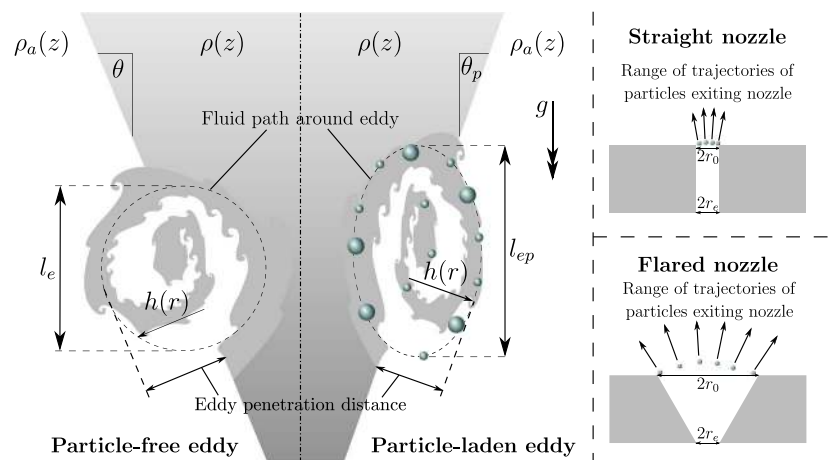 ρₐ(z)
ρ(z)
ρ(z)
ρₐ(z)
θ
θₚ
Fluid path around eddy
g
lₑ
lₑₚ
h(r)
h(r)
Eddy penetration distance
Particle-free eddy
Particle-laden eddy
Straight nozzle
Range of trajectories of
particles exiting nozzle
2r₀
2rₑ
Flared nozzle
Range of trajectories of
particles exiting nozzle
2r₀
2rₑ